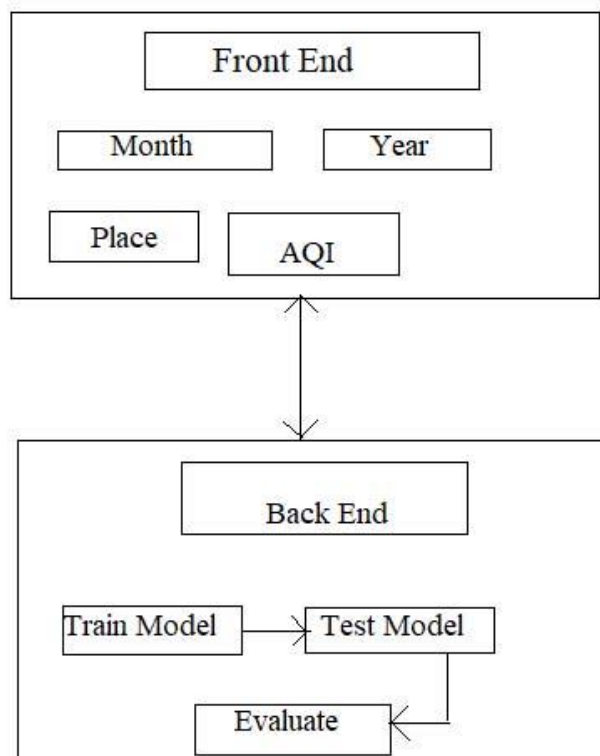 Front End
Month
Year
Place
AQI
Back End
Train Model
Test Model
Evaluate